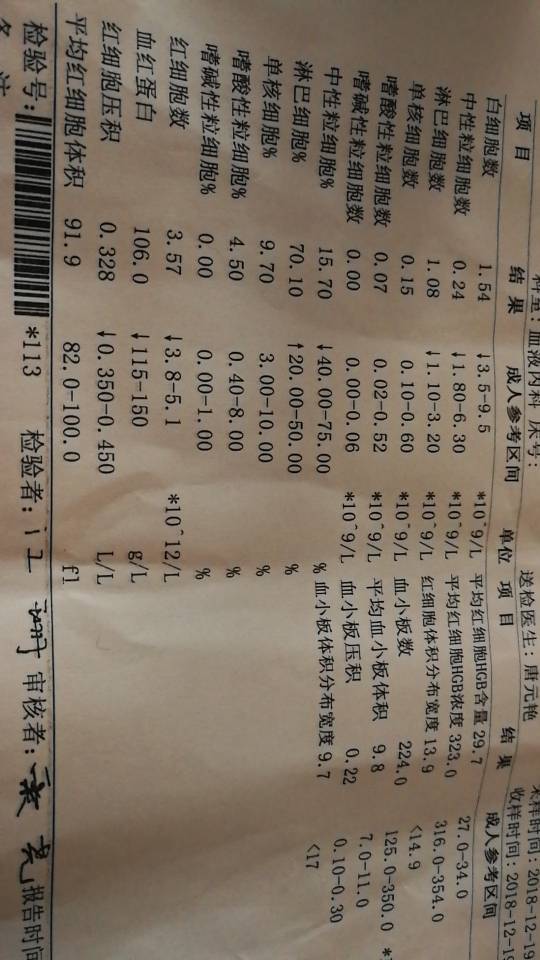 科室:血液内科 床号: 送检医生:唐元艳 采样时间:2018-12-19
收样时间:2018-12-19
项目 结果 成人参考区间 单位 项目 结果 成人参考区间
白细胞数 1.54 ↓3.5-9.5 *10^9/L 平均红细胞HGB含量 29.7 27.0-34.0
中性粒细胞数 0.24 ↓1.80-6.30 *10^9/L 平均红细胞HGB浓度 323.0 316.0-354.0
淋巴细胞数 1.08 ↓1.10-3.20 *10^9/L 红细胞体积分布宽度 13.9 <14.9
单核细胞数 0.15 0.10-0.60 *10^9/L 血小板数 224.0 125.0-350.0 *
嗜酸性粒细胞数 0.07 0.02-0.52 *10^9/L 平均血小板体积 9.8 7.0-11.0
嗜碱性粒细胞数 0.00 0.00-0.06 *10^9/L 血小板压积 0.22 0.10-0.30
中性粒细胞% 15.70 ↓40.00-75.00 % 血小板体积分布宽度 9.7 <17
淋巴细胞% 70.10 ↑20.00-50.00 %
单核细胞% 9.70 3.00-10.00 %
嗜酸性粒细胞% 4.50 0.40-8.00 %
嗜碱性粒细胞% 0.00 0.00-1.00 %
红细胞数 3.57 ↓3.8-5.1 *10^12/L
血红蛋白 106.0 ↓115-150 g/L
红细胞压积 0.328 ↓0.350-0.450 L/L
平均红细胞体积 91.9 82.0-100.0 fl
检验号: *113 检验者: 审核者: 报告时间